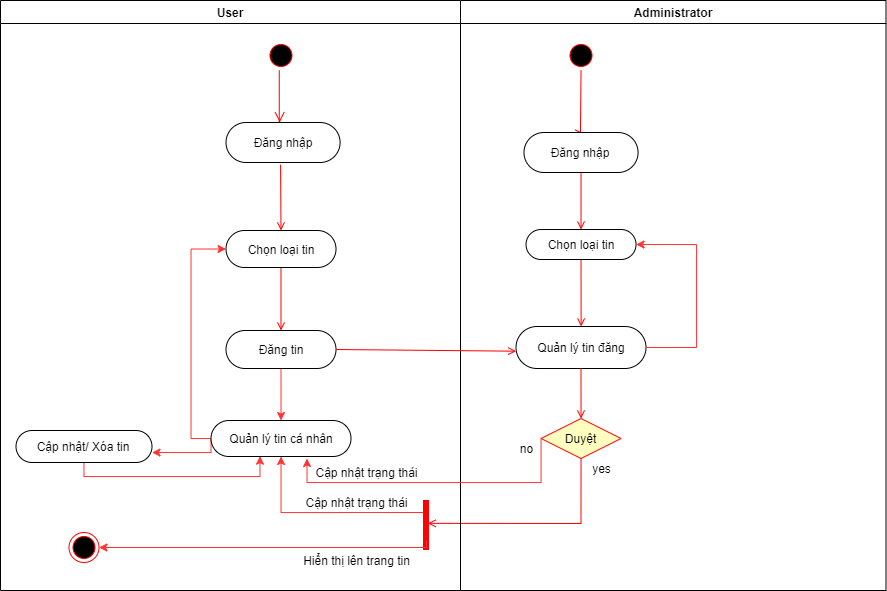 User
Administrator
Đăng nhập
Đăng nhập
Chọn loại tin
Chọn loại tin
Đăng tin
Quản lý tin đăng
Quản lý tin cá nhân
Duyệt
Cập nhật/ Xóa tin
no
yes
Cập nhật trạng thái
Cập nhật trạng thái
Hiển thị lên trang tin